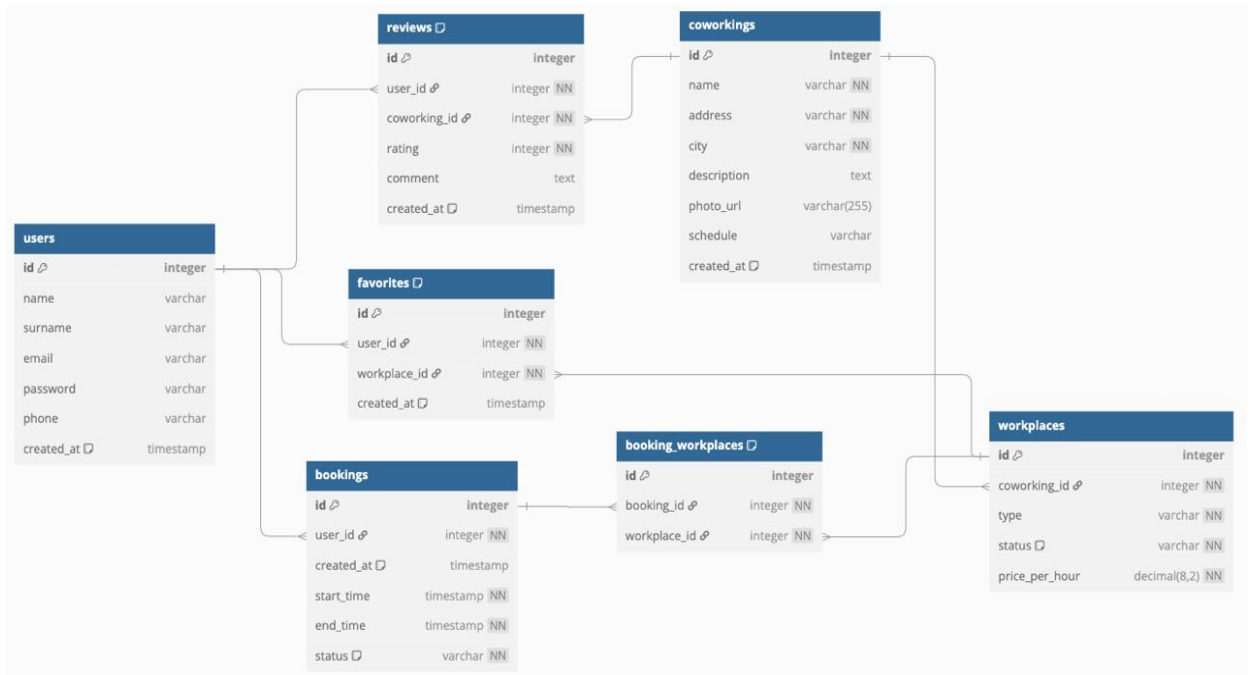 reviews
id integer
user_id integer NN
coworking_id integer NN
rating integer NN
comment text
created_at timestamp
coworkings
id integer
name varchar NN
address varchar NN
city varchar NN
description text
photo_url varchar(255)
schedule varchar
created_at timestamp
users
id integer
name varchar
surname varchar
email varchar
password varchar
phone varchar
created_at timestamp
favorites
id integer
user_id integer NN
workplace_id integer NN
created_at timestamp
bookings
id integer
user_id integer NN
created_at timestamp
start_time timestamp NN
end_time timestamp NN
status varchar NN
booking_workplaces
id integer
booking_id integer NN
workplace_id integer NN
workplaces
id integer
coworking_id integer NN
type varchar NN
status varchar NN
price_per_hour decimal(8,2) NN